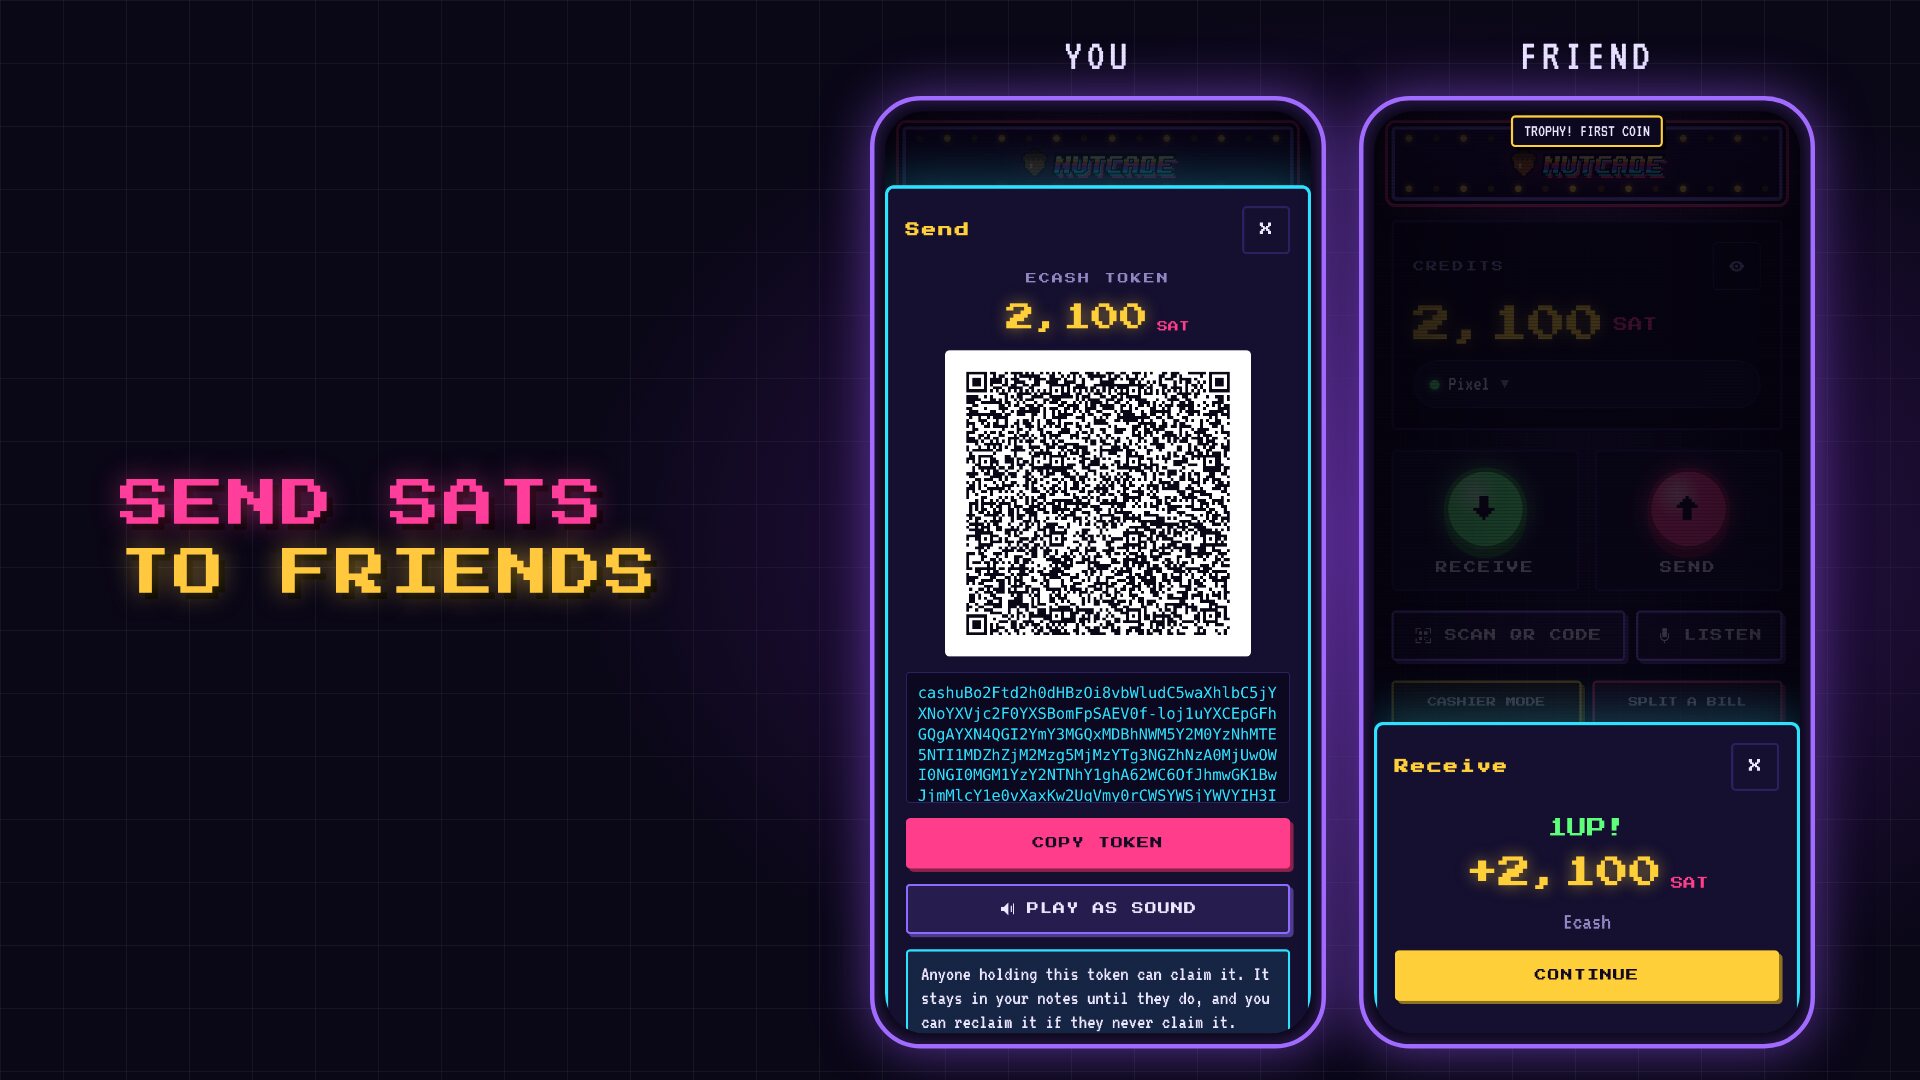 SEND SATS
TO FRIENDS
YOU
NUTCADE
Send
X
ECASH TOKEN
2,100 SAT
cashuBo2Ftd2h0dHBzOi8vbWludC5waXhlbC5jY
XNoYXVjc2F0YXSBomFpSAEV0f-loj1uYXCEpGFh
GQgAYXN4QGI2YmY3MGQxMDBhNWM5Y2M0YzNhMTE
5NTI1MDZhZjM2Mzg5MjMzYTg3NGZhNzA0MjUwOW
I0NGI0MGM1YzY2NTNhY1ghA62WC6OfJhmwGK1Bw
JjmMlcY1e0vXaxKw2UqVmy0rCWSYWSjYWVYIH3I
COPY TOKEN
PLAY AS SOUND
Anyone holding this token can claim it. It
stays in your notes until they do, and you
can reclaim it if they never claim it.
FRIEND
TROPHY! FIRST COIN
NUTCADE
CREDITS
2,100 SAT
Pixel
RECEIVE
SEND
SCAN QR CODE
LISTEN
CASHIER MODE
SPLIT A BILL
Receive
X
1UP!
+2,100 SAT
Ecash
CONTINUE